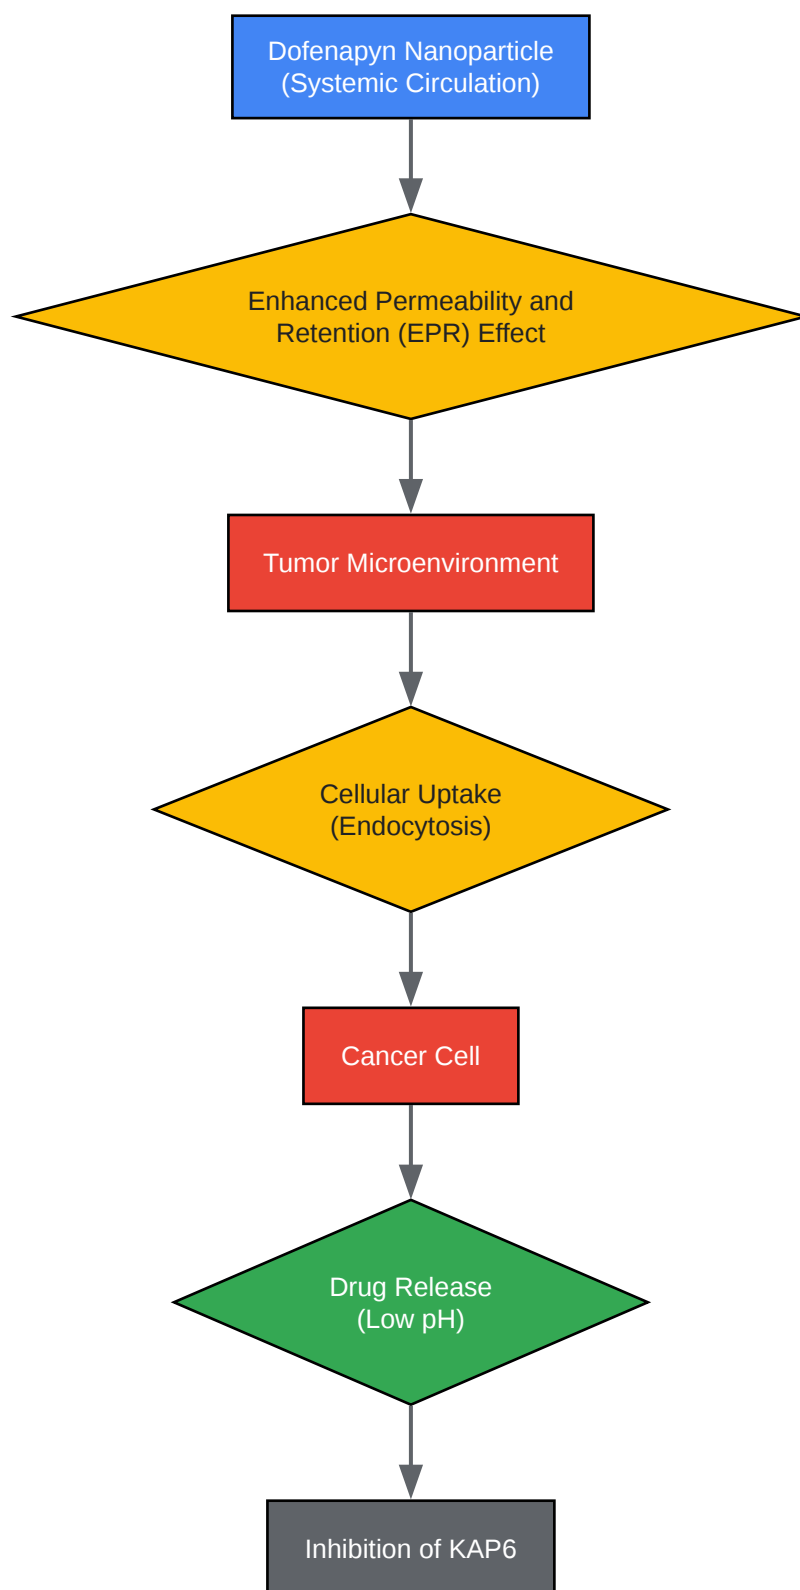 Dofenapyn Nanoparticle
(Systemic Circulation)
Enhanced Permeability and
Retention (EPR) Effect
Tumor Microenvironment
Cellular Uptake
(Endocytosis)
Cancer Cell
Drug Release
(Low pH)
Inhibition of KAP6